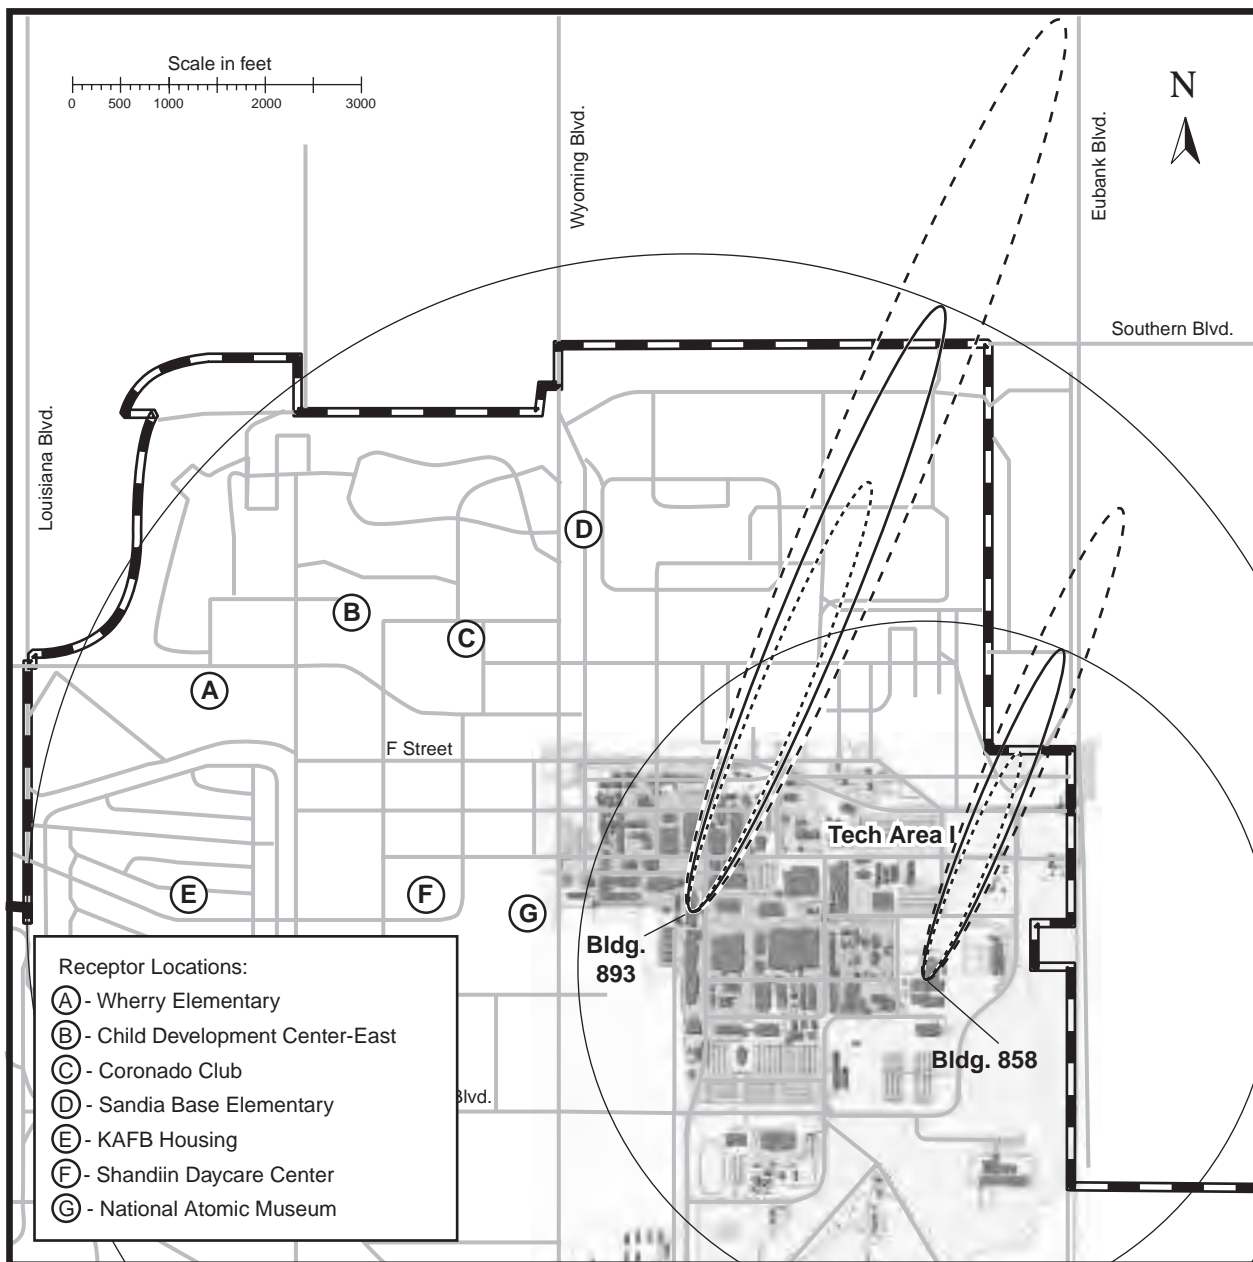 Scale in feet
0 500 1000 2000 3000
N
Wyoming Blvd.
Eubank Blvd.
Southern Blvd.
Louisiana Blvd.
D
B
C
A
F Street
Tech Area I
E
F
G
Bldg.
893
Bldg. 858
Blvd.
Receptor Locations:
A - Wherry Elementary
B - Child Development Center-East
C - Coronado Club
D - Sandia Base Elementary
E - KAFB Housing
F - Shandiin Daycare Center
G - National Atomic Museum